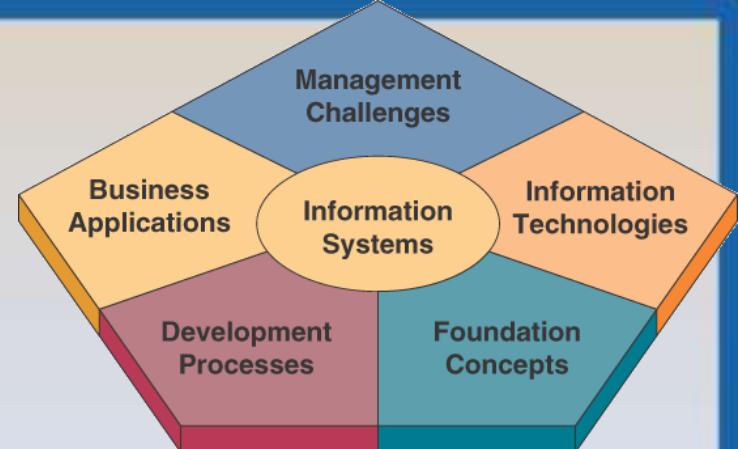 Management
Challenges
Business
Applications
Information
Systems
Information
Technologies
Development
Processes
Foundation
Concepts